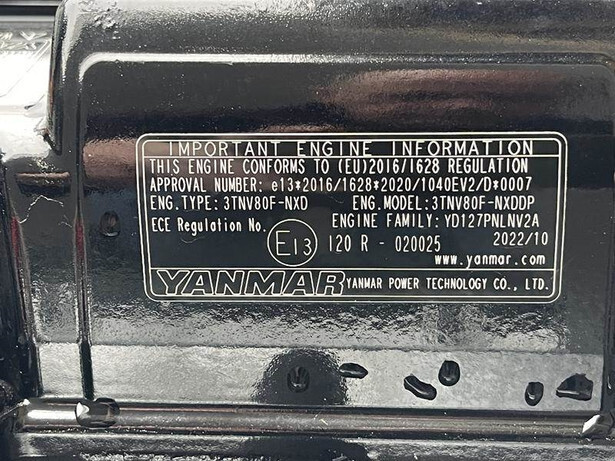 IMPORTANT ENGINE INFORMATION
THIS ENGINE CONFORMS TO (EU)2016/1628 REGULATION
APPROVAL NUMBER: e13*2016/1628*2020/1040EV2/D*0007
ENG.TYPE: 3TNV80F-NXD ENG.MODEL:3TNV80F-NXDDP
ENGINE FAMILY: YD127PNLNV2A
ECE Regulation No. E13 120 R - 020025 2022/10
www.yanmar.com/
YANMAR YANMAR POWER TECHNOLOGY CO., LTD.